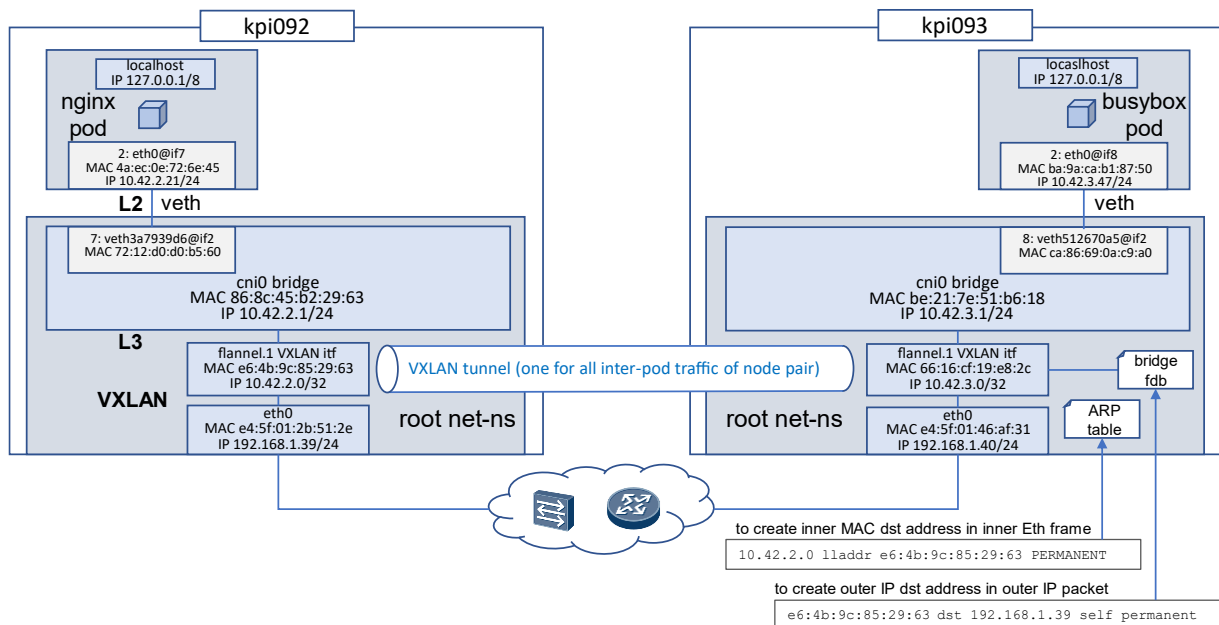 kpi092
localhost
IP 127.0.0.1/8
nginx
pod
2: eth0@if7
MAC 4a:ec:0e:72:6e:45
IP 10.42.2.21/24
L2
veth
7: veth3a7939d6@if2
MAC 72:12:d0:d0:b5:60
cni0 bridge
MAC 86:8c:45:b2:29:63
IP 10.42.2.1/24
L3
flannel.1 VXLAN itf
MAC e6:4b:9c:85:29:63
IP 10.42.2.0/32
VXLAN
eth0
MAC e4:5f:01:2b:51:2e
IP 192.168.1.39/24
root net-ns
VXLAN tunnel (one for all inter-pod traffic of node pair)
kpi093
locaslhost
IP 127.0.0.1/8
busybox
pod
2: eth0@if8
MAC ba:9a:ca:b1:87:50
IP 10.42.3.47/24
veth
8: veth512670a5@if2
MAC ca:86:69:0a:c9:a0
cni0 bridge
MAC be:21:7e:51:b6:18
IP 10.42.3.1/24
flannel.1 VXLAN itf
MAC 66:16:cf:19:e8:2c
IP 10.42.3.0/32
bridge
fdb
root net-ns
eth0
MAC e4:5f:01:46:af:31
IP 192.168.1.40/24
ARP
table
to create inner MAC dst address in inner Eth frame
10.42.2.0 lladdr e6:4b:9c:85:29:63 PERMANENT
to create outer IP dst address in outer IP packet
e6:4b:9c:85:29:63 dst 192.168.1.39 self permanent